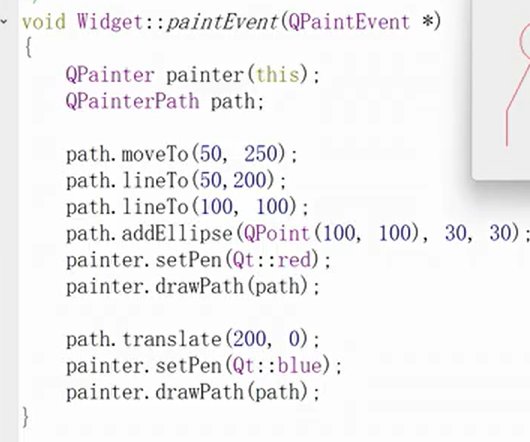 void Widget::paintEvent(QPaintEvent *)
{
    QPainter painter(this);
    QPainterPath path;

    path.moveTo(50, 250);
    path.lineTo(50,200);
    path.lineTo(100, 100);
    path.addEllipse(QPoint(100, 100), 30, 30);
    painter.setPen(Qt::red);
    painter.drawPath(path);

    path.translate(200, 0);
    painter.setPen(Qt::blue);
    painter.drawPath(path);
}